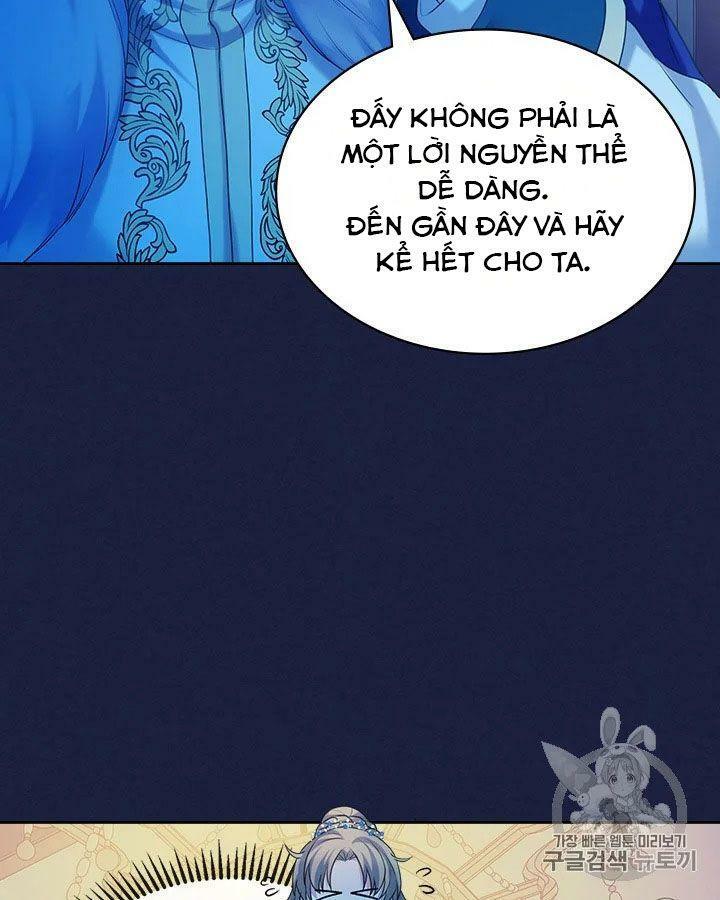 ĐẤY KHÔNG PHẢI LÀ
MỘT LỜI NGUYỀN THỂ
DỄ DÀNG.
ĐẾN GẦN ĐÂY VÀ HÃY
KỂ HẾT CHO TA.
가장 빠른 웹툰 미리보기
구글검색 뉴토끼